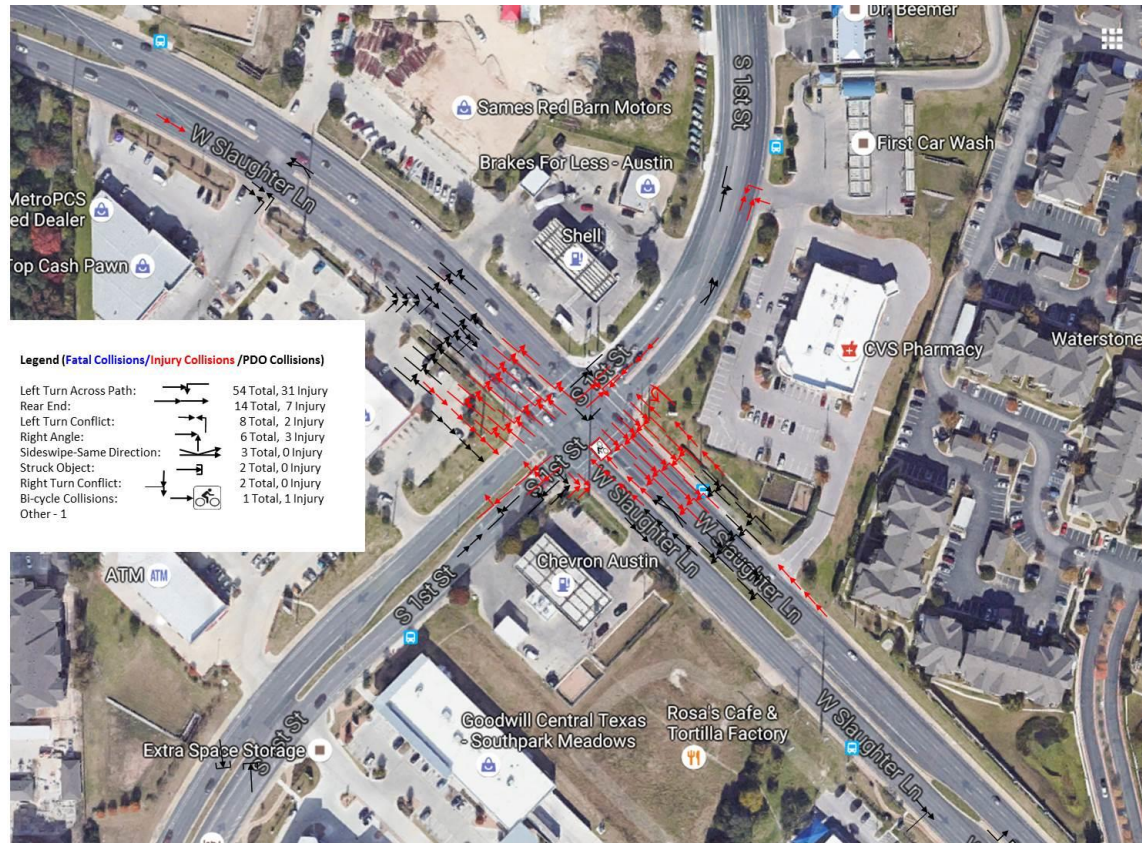 Dr. Beemer
S 1st St
Sames Red Barn Motors
W Slaughter Ln
First Car Wash
Brakes For Less - Austin
MetroPCS
ed Dealer
Shell
Top Cash Pawn
Waterstone
CVS Pharmacy
Legend (Fatal Collisions/Injury Collisions /PDO Collisions)
Left Turn Across Path: 54 Total, 31 Injury
Rear End: 14 Total, 7 Injury
Left Turn Conflict: 8 Total, 2 Injury
Right Angle: 6 Total, 3 Injury
Sideswipe-Same Direction: 3 Total, 0 Injury
Struck Object: 2 Total, 0 Injury
Right Turn Conflict: 2 Total, 0 Injury
Bi-cycle Collisions: 1 Total, 1 Injury
Other - 1
S 1st St
S 1st St
W Slaughter Ln
W Slaughter Ln
Chevron Austin
ATM ATM
S 1st St
Goodwill Central Texas
- Southpark Meadows
Rosa's Cafe &
Tortilla Factory
Extra Space Storage
S 1st St
W Slaughter Ln